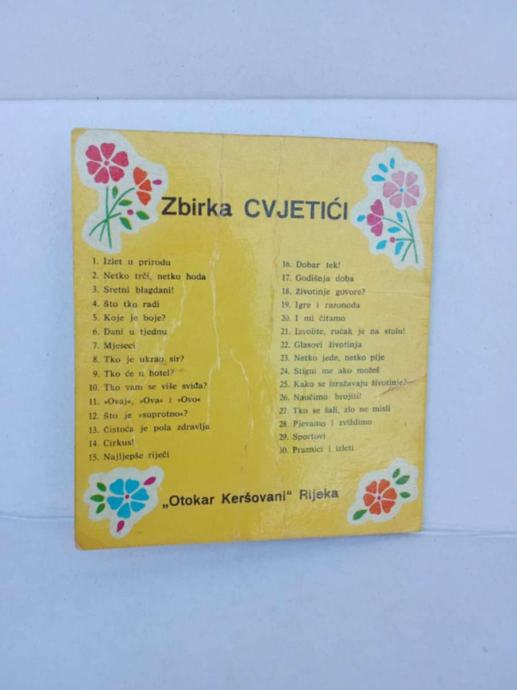 Zbirka CVJETIĆI
1. Izlet u prirodu
2. Netko trči, netko hoda
3. Sretni blagdani!
4. Što tko radi
5. Koje je boje?
6. Dani u tjednu
7. Mjeseci
8. Tko je ukrao sir?
9. Tko će u hotel?
10. Tko vam se više sviđa?
11. »Ovaj«, »Ova« i »Ovo«
12. Što je »suprotno«?
13. Čistoća je pola zdravlja
14. Cirkus!
15. Najljepše riječi
16. Dobar tek!
17. Godišnja doba
18. Životinje govore?
19. Igre i razonoda
20. I mi čitamo
21. Izvolite, ručak je na stolu!
22. Glasovi životinja
23. Netko jede, netko pije
24. Stigni me ako možeš
25. Kako se izražavaju životinje?
26. Naučimo brojiti!
27. Tko se šali, zlo ne misli
28. Pjevamo i zviždimo
29. Sportovi
30. Praznici i izleti
„Otokar Keršovani" Rijeka